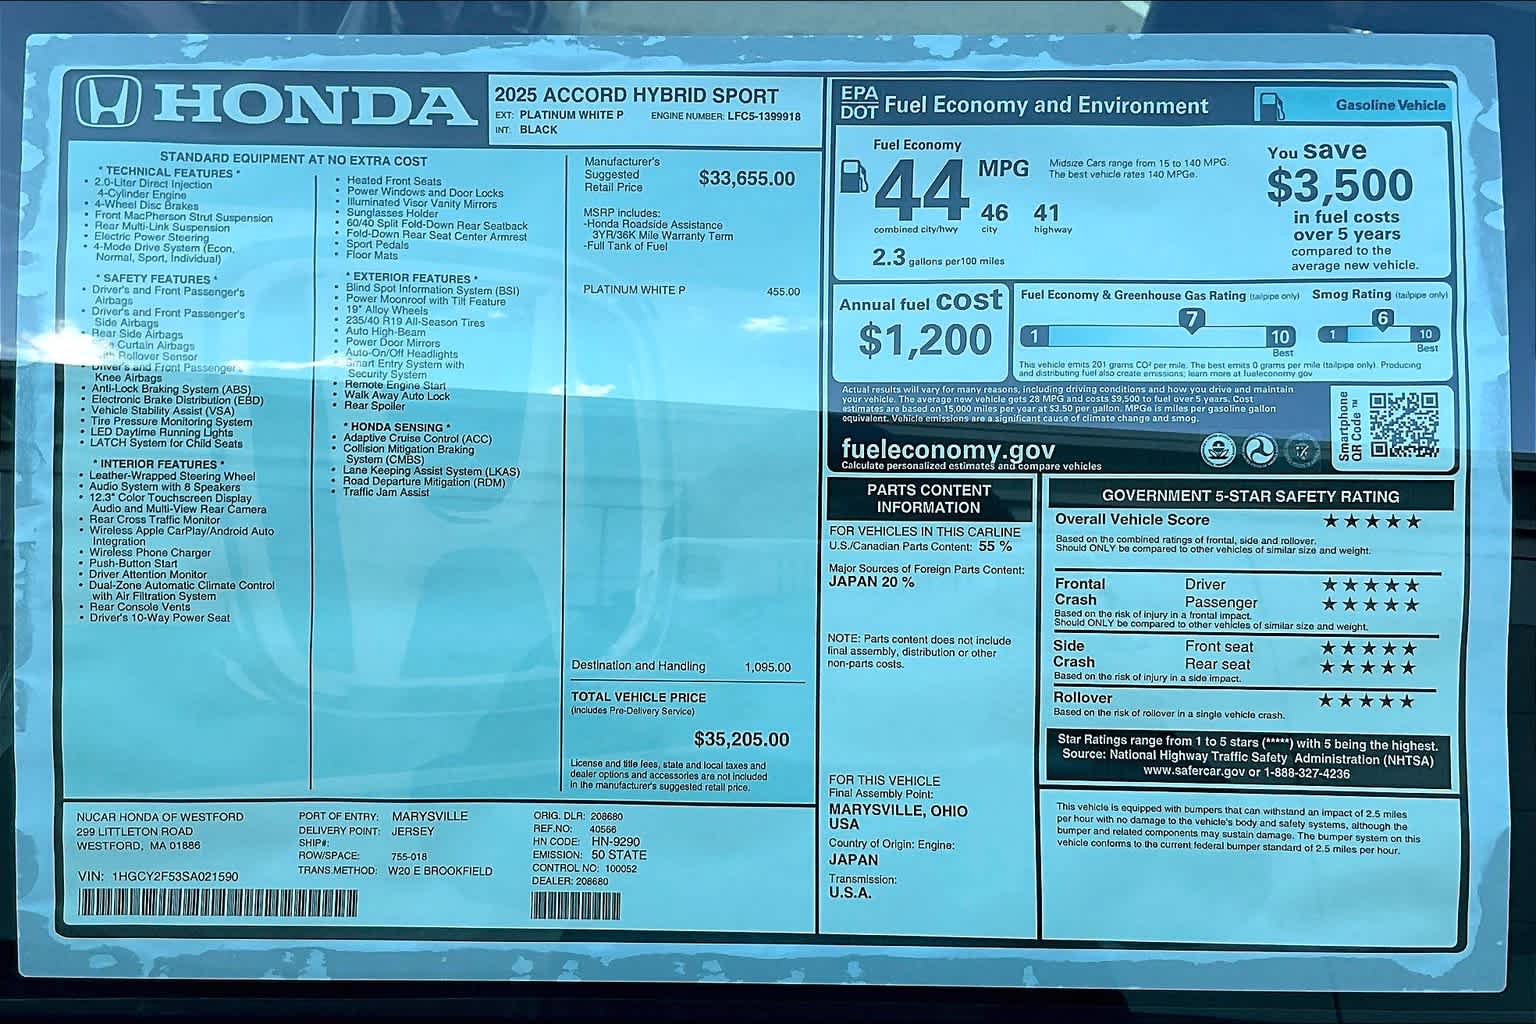 HONDA
2025 ACCORD HYBRID SPORT
EXT: PLATINUM WHITE P ENGINE NUMBER: LFC5-1399918
INT: BLACK
STANDARD EQUIPMENT AT NO EXTRA COST
* TECHNICAL FEATURES *
• 2.0-Liter Direct Injection
4-Cylinder Engine
• 4-Wheel Disc Brakes
• Front MacPherson Strut Suspension
• Rear Multi-Link Suspension
• Electric Power Steering
• 4-Mode Drive System (Econ,
Normal, Sport, Individual)
* SAFETY FEATURES *
• Driver's and Front Passenger's
Airbags
• Driver's and Front Passenger's
Side Airbags
• Rear Side Airbags
Curtain Airbags
Rollover Sensor
• Driver's and Front Passenger's
Knee Airbags
• Anti-Lock Braking System (ABS)
• Electronic Brake Distribution (EBD)
• Vehicle Stability Assist (VSA)
• Tire Pressure Monitoring System
• LED Daytime Running Lights
• LATCH System for Child Seats
* INTERIOR FEATURES *
• Leather-Wrapped Steering Wheel
• Audio System with 8 Speakers
• 12.3" Color Touchscreen Display
Audio and Multi-View Rear Camera
• Rear Cross Traffic Monitor
• Wireless Apple CarPlay/Android Auto
Integration
• Wireless Phone Charger
• Push-Button Start
• Driver Attention Monitor
• Dual-Zone Automatic Climate Control
with Air Filtration System
• Rear Console Vents
• Driver's 10-Way Power Seat
• Heated Front Seats
• Power Windows and Door Locks
• Illuminated Visor Vanity Mirrors
• Sunglasses Holder
• 60/40 Split Fold-Down Rear Seatback
• Fold-Down Rear Seat Center Armrest
• Sport Pedals
• Floor Mats
* EXTERIOR FEATURES *
• Blind Spot Information System (BSI)
• Power Moonroof with Tilt Feature
• 19" Alloy Wheels
• 235/40 R19 All-Season Tires
• Auto High-Beam
• Power Door Mirrors
• Auto-On/Off Headlights
• Smart Entry System with
Security System
• Remote Engine Start
• Walk Away Auto Lock
• Rear Spoiler
* HONDA SENSING *
• Adaptive Cruise Control (ACC)
• Collision Mitigation Braking
System (CMBS)
• Lane Keeping Assist System (LKAS)
• Road Departure Mitigation (RDM)
• Traffic Jam Assist
Manufacturer's
Suggested
Retail Price $33,655.00
MSRP includes:
-Honda Roadside Assistance
3YR/36K Mile Warranty Term
-Full Tank of Fuel
PLATINUM WHITE P 455.00
Destination and Handling 1,095.00
TOTAL VEHICLE PRICE
(Includes Pre-Delivery Service)
$35,205.00
License and title fees, state and local taxes and
dealer options and accessories are not included
in the manufacturer's suggested retail price.
NUCAR HONDA OF WESTFORD
299 LITTLETON ROAD
WESTFORD, MA 01886
VIN: 1HGCY2F53SA021590
PORT OF ENTRY: MARYSVILLE
DELIVERY POINT: JERSEY
SHIP#:
ROW/SPACE: 755-018
TRANS.METHOD: W20 E BROOKFIELD
ORIG. DLR: 208680
REF.NO: 40566
HN CODE: HN-9290
EMISSION: 50 STATE
CONTROL NO: 100052
DEALER: 208680
EPA
DOT Fuel Economy and Environment
Gasoline Vehicle
Fuel Economy
44 MPG
46 41
combined city/hwy city highway
2.3 gallons per 100 miles
Midsize Cars range from 15 to 140 MPG.
The best vehicle rates 140 MPGe.
You save
$3,500
in fuel costs
over 5 years
compared to the
average new vehicle.
Annual fuel cost
$1,200
Fuel Economy & Greenhouse Gas Rating (tailpipe only)
1 7 10
Best
Smog Rating (tailpipe only)
1 6 10
Best
This vehicle emits 201 grams CO² per mile. The best emits 0 grams per mile (tailpipe only). Producing
and distributing fuel also create emissions; learn more at fueleconomy gov
Actual results will vary for many reasons, including driving conditions and how you drive and maintain
your vehicle. The average new vehicle gets 28 MPG and costs $9,500 to fuel over 5 years. Cost
estimates are based on 15,000 miles per year at $3.50 per gallon. MPGe is miles per gasoline gallon
equivalent. Vehicle emissions are a significant cause of climate change and smog.
fueleconomy.gov
Calculate personalized estimates and compare vehicles
Smartphone
QR Code™
PARTS CONTENT
INFORMATION
FOR VEHICLES IN THIS CARLINE
U.S./Canadian Parts Content: 55 %
Major Sources of Foreign Parts Content:
JAPAN 20 %
NOTE: Parts content does not include
final assembly, distribution or other
non-parts costs.
FOR THIS VEHICLE
Final Assembly Point:
MARYSVILLE, OHIO
USA
Country of Origin: Engine:
JAPAN
Transmission:
U.S.A.
GOVERNMENT 5-STAR SAFETY RATING
Overall Vehicle Score ★★★★★
Based on the combined ratings of frontal, side and rollover.
Should ONLY be compared to other vehicles of similar size and weight.
Frontal Driver ★★★★★
Crash Passenger ★★★★★
Based on the risk of injury in a frontal impact.
Should ONLY be compared to other vehicles of similar size and weight.
Side Front seat ★★★★★
Crash Rear seat ★★★★★
Based on the risk of injury in a side impact.
Rollover ★★★★★
Based on the risk of rollover in a single vehicle crash.
Star Ratings range from 1 to 5 stars (*****) with 5 being the highest.
Source: National Highway Traffic Safety Administration (NHTSA)
www.safercar.gov or 1-888-327-4236
This vehicle is equipped with bumpers that can withstand an impact of 2.5 miles
per hour with no damage to the vehicle's body and safety systems, although the
bumper and related components may sustain damage. The bumper system on this
vehicle conforms to the current federal bumper standard of 2.5 miles per hour.